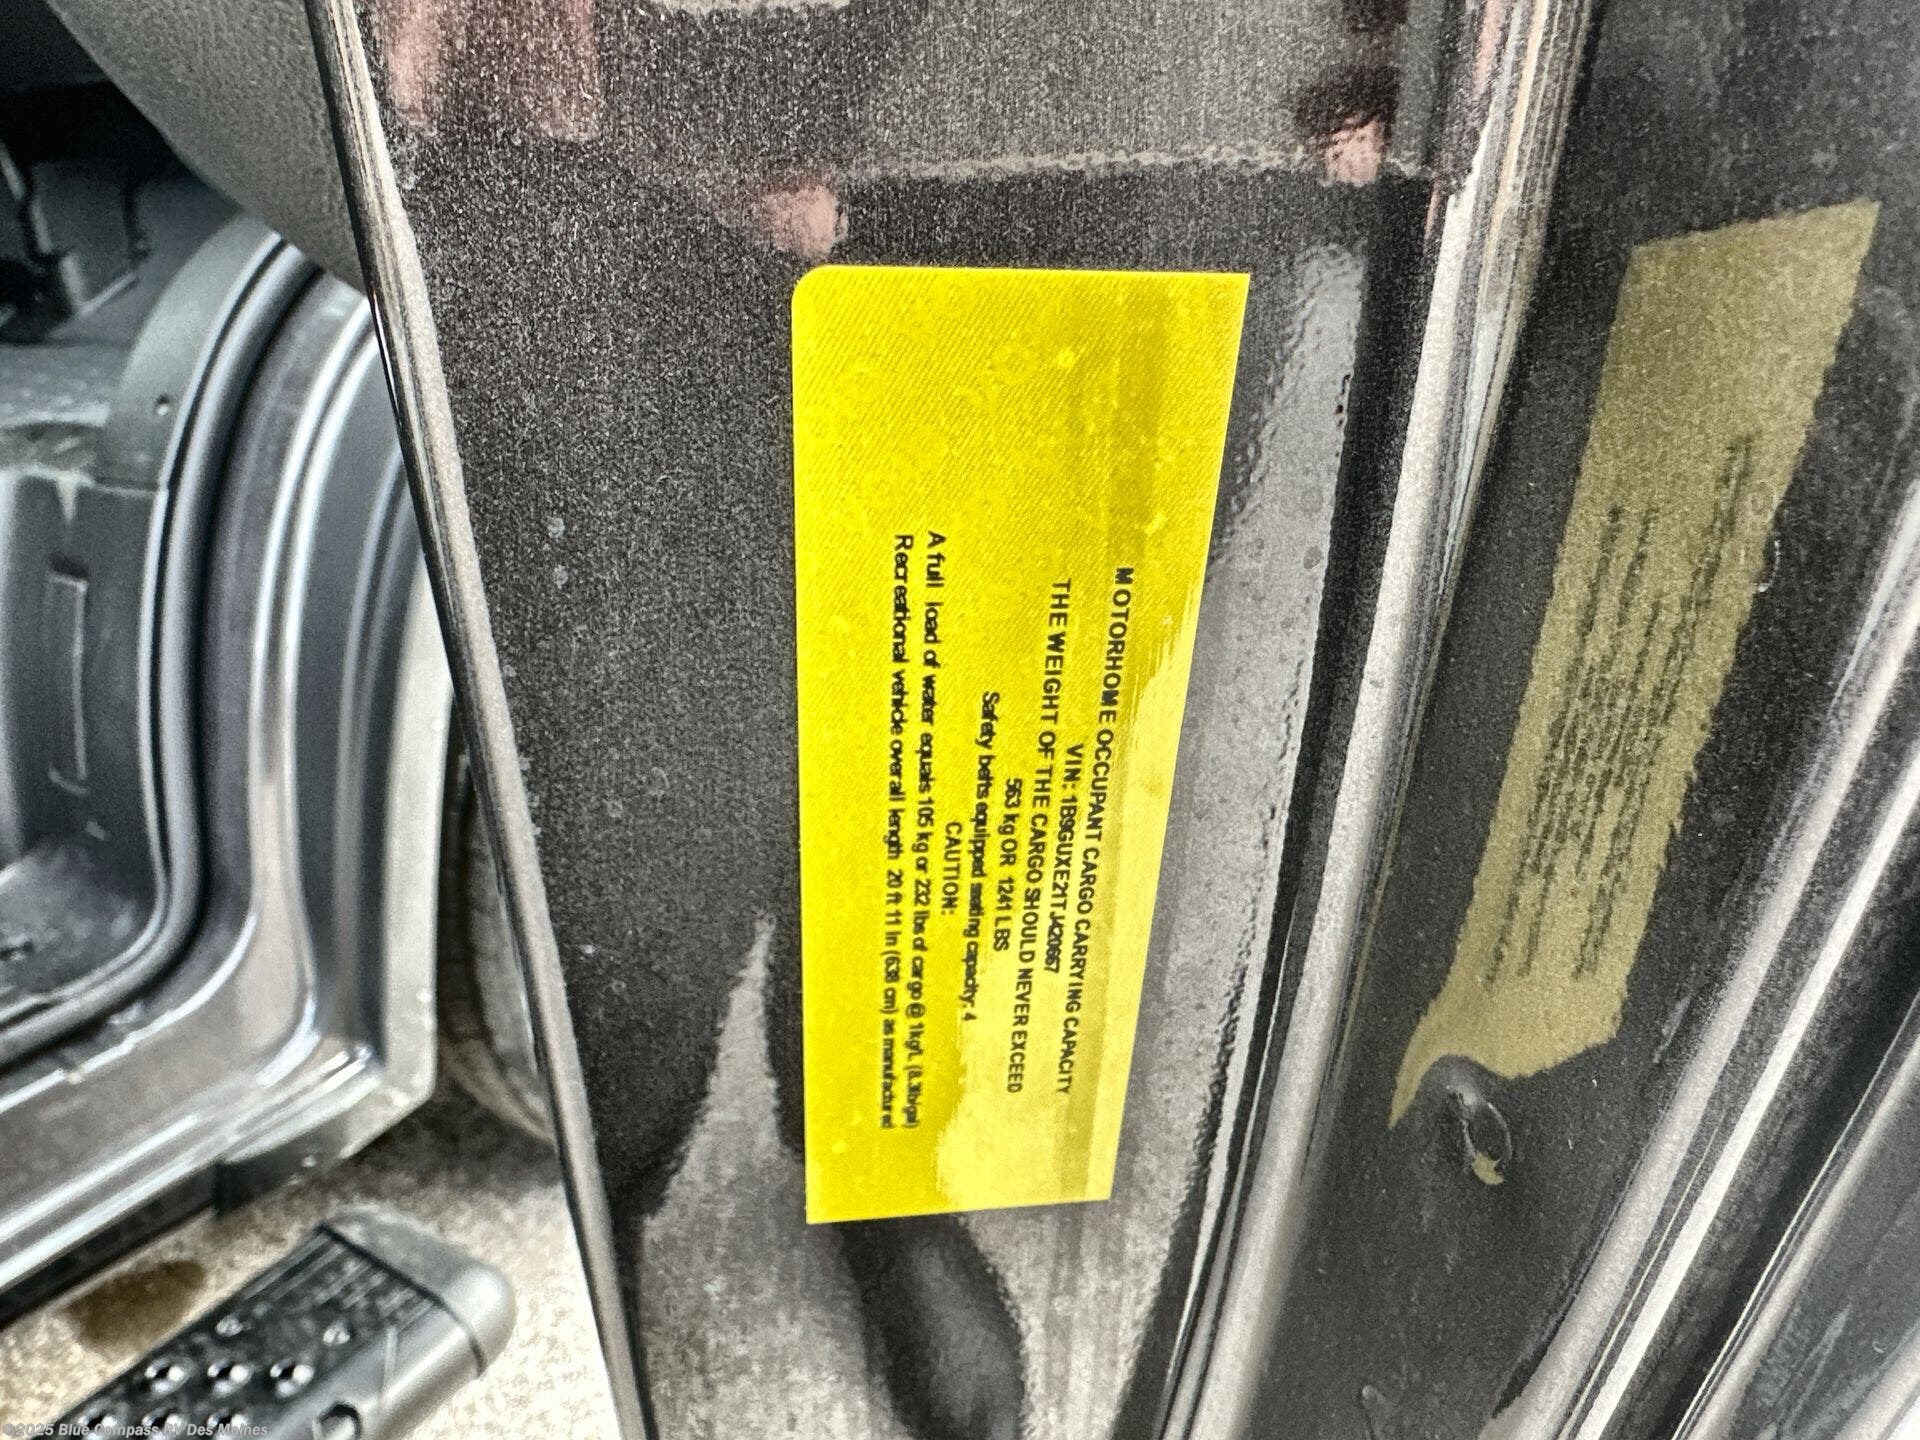 MOTORHOME OCCUPANT CARGO CARRYING CAPACITY
VIN: 1B9GUXE21TJ420667
THE WEIGHT OF THE CARGO SHOULD NEVER EXCEED
563 kg OR 1241 LBS
Safety belts equipped seating capacity: 4
CAUTION:
A full load of water equals 105 kg or 232 lbs of cargo @ 1kg/L (8.3lb/gal)
Recreational vehicle overall length 20 ft 11 in (638 cm) as manufactured
©2025 Blue Compass RV Des Moines